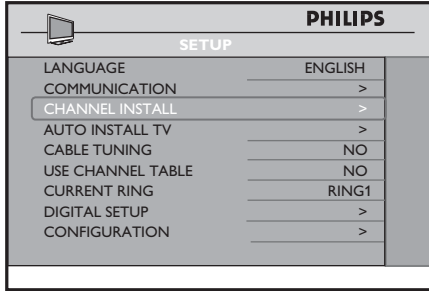 PHILIPS
SETUP
LANGUAGE ENGLISH
COMMUNICATION >
CHANNEL INSTALL >
AUTO INSTALL TV >
CABLE TUNING NO
USE CHANNEL TABLE NO
CURRENT RING RING1
DIGITAL SETUP >
CONFIGURATION >